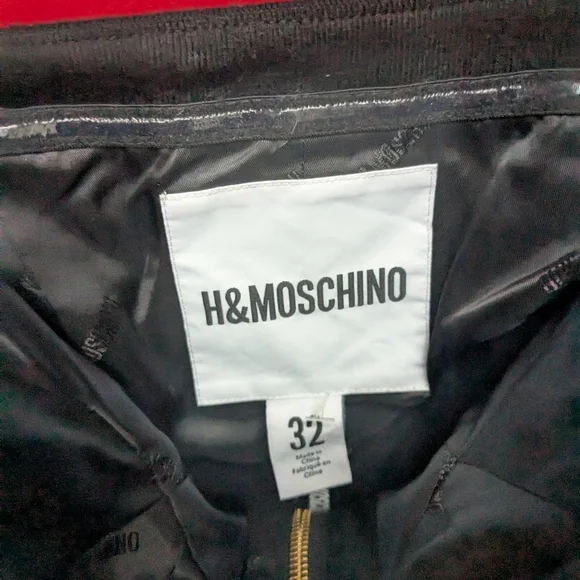 H&MOSCHINO
32
Made in
China
Fabriqué en
Chine